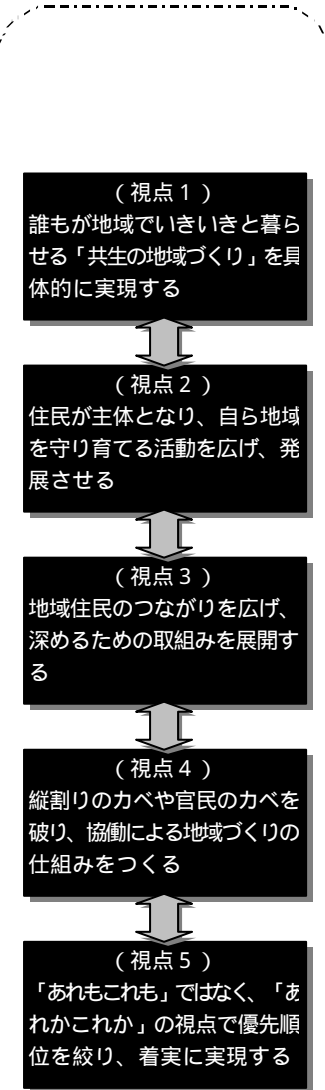 （視点１）
誰もが地域でいきいきと暮ら
せる「共生の地域づくり」を具
体的に実現する
（視点２）
住民が主体となり、自ら地域
を守り育てる活動を広げ、発
展させる
（視点３）
地域住民のつながりを広げ、
深めるための取組みを展開す
る
（視点４）
縦割りのカベや官民のカベを
破り、協働による地域づくりの
仕組みをつくる
（視点５）
「あれもこれも」ではなく、「あ
れかこれか」の視点で優先順
位を絞り、着実に実現する